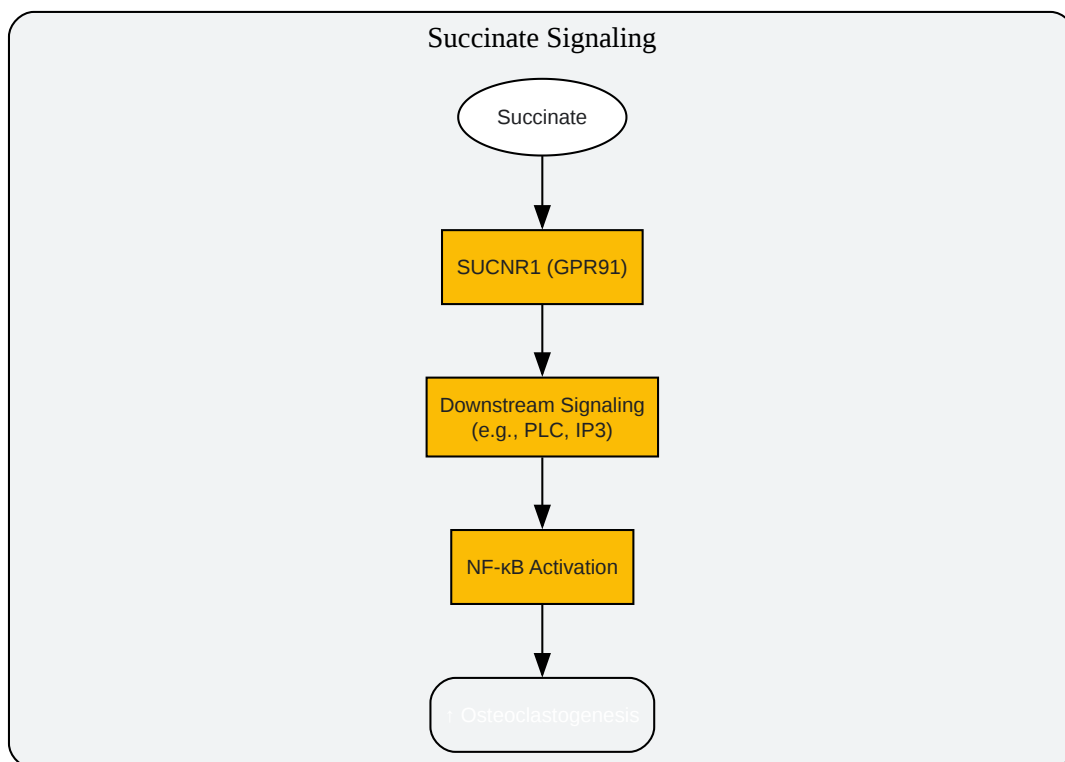 Succinate Signaling
Succinate
SUCNR1 (GPR91)
Downstream Signaling
(e.g., PLC, IP3)
NF-κB Activation
↑ Osteoclastogenesis